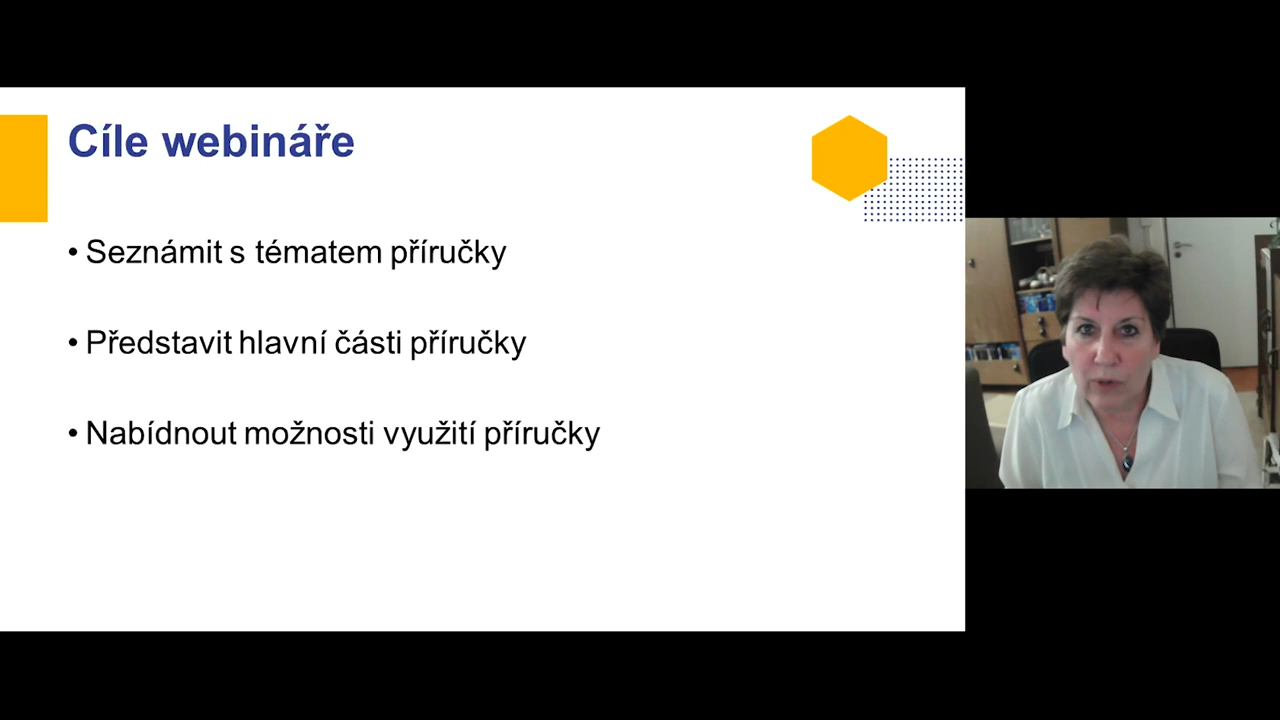 Cíle webináře
• Seznámit s tématem příručky
• Představit hlavní části příručky
• Nabídnout možnosti využití příručky